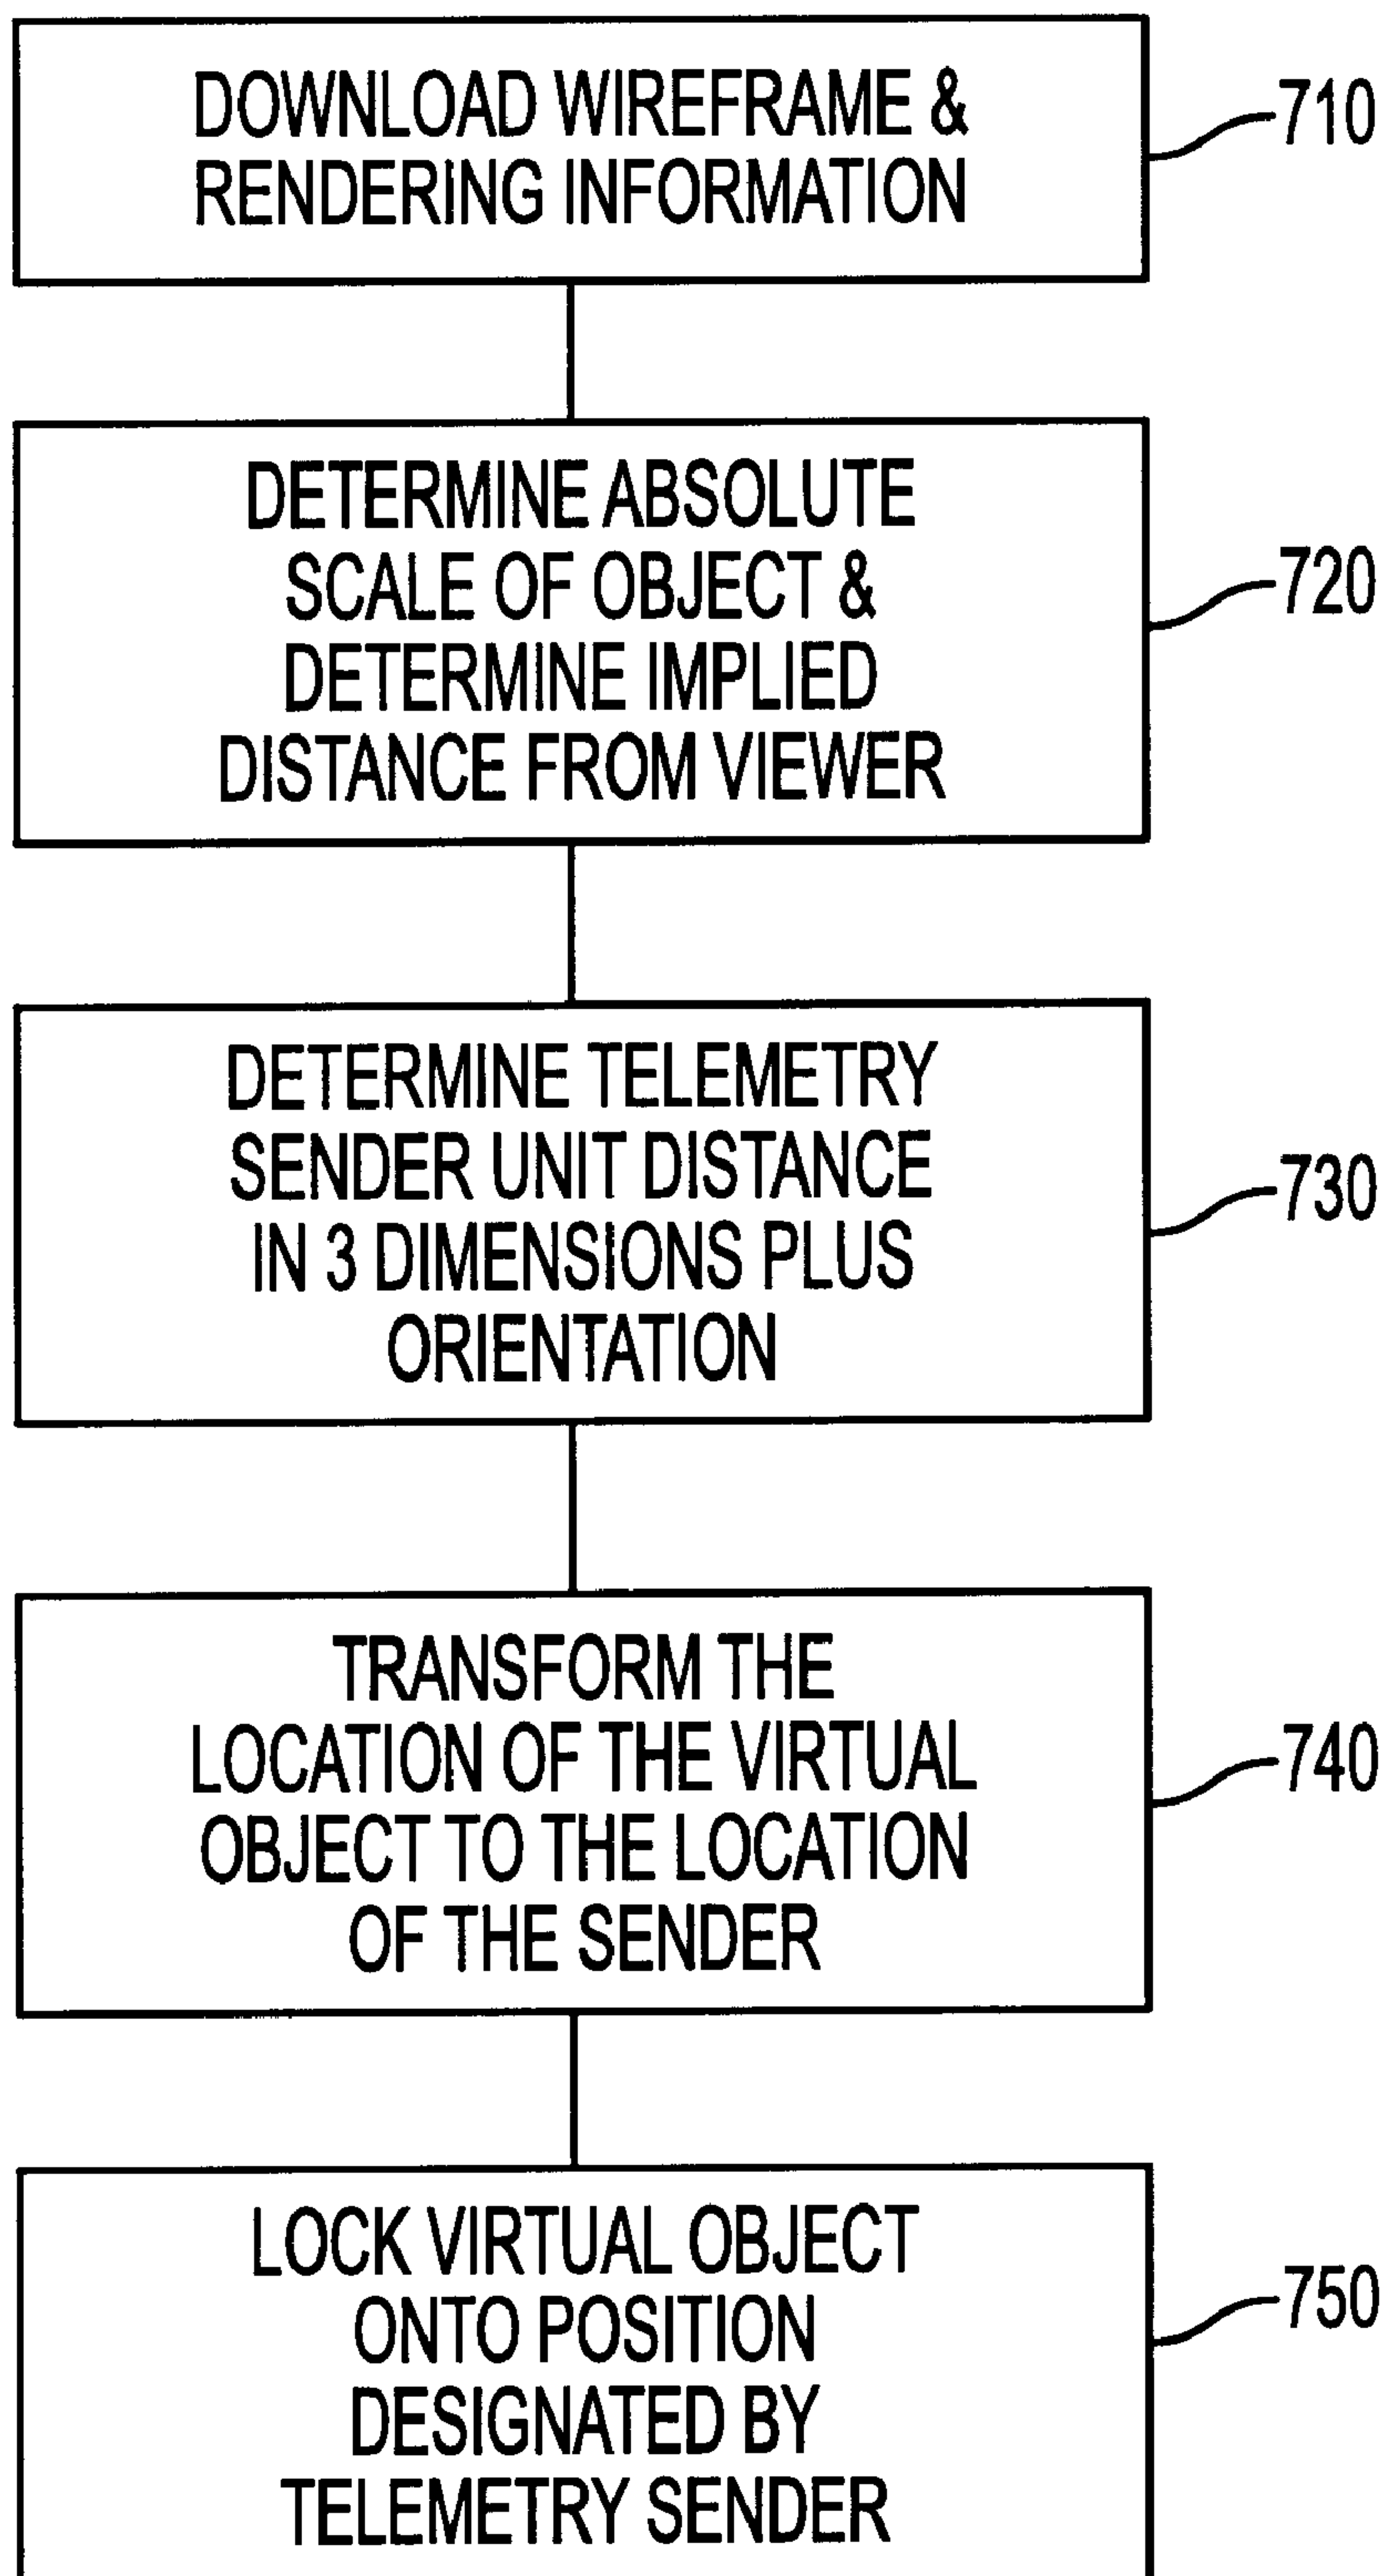 DOWNLOAD WIREFRAME &
RENDERING INFORMATION
710
DETERMINE ABSOLUTE
SCALE OF OBJECT &
DETERMINE IMPLIED
DISTANCE FROM VIEWER
720
DETERMINE TELEMETRY
SENDER UNIT DISTANCE
IN 3 DIMENSIONS PLUS
ORIENTATION
730
TRANSFORM THE
LOCATION OF THE VIRTUAL
OBJECT TO THE LOCATION
OF THE SENDER
740
LOCK VIRTUAL OBJECT
ONTO POSITION
DESIGNATED BY
TELEMETRY SENDER
750